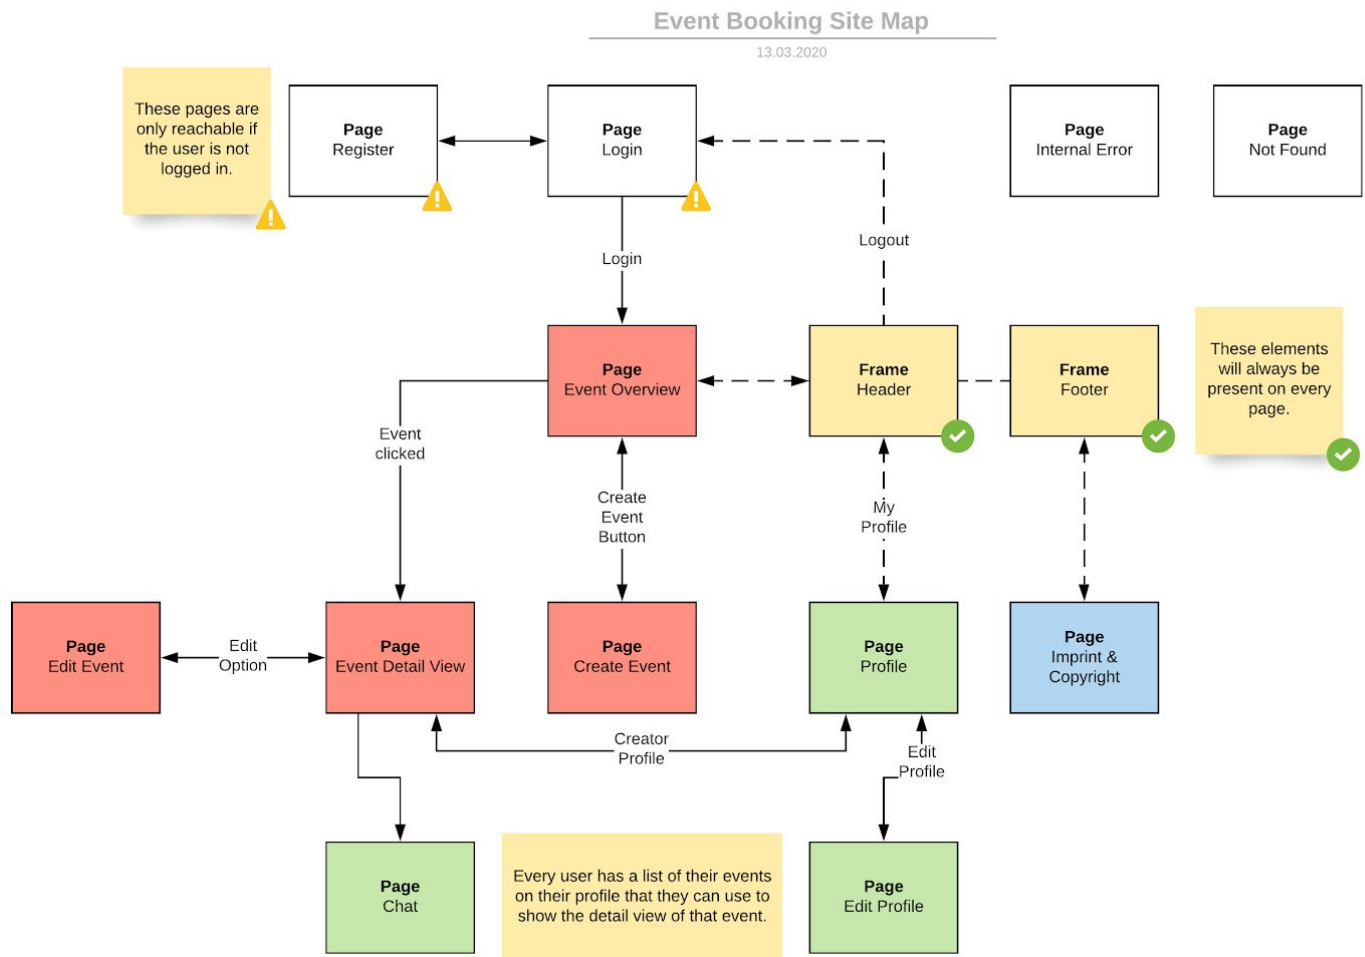 Event Booking Site Map
13.03.2020
These pages are
only reachable if
the user is not
logged in.
Page
Register
Page
Login
Page
Internal Error
Page
Not Found
Logout
Login
Page
Event Overview
Frame
Header
Frame
Footer
These elements
will always be
present on every
page.
Event
clicked
Create
Event
Button
My
Profile
Page
Edit Event
Edit
Option
Page
Event Detail View
Page
Create Event
Page
Profile
Page
Imprint &
Copyright
Creator
Profile
Edit
Profile
Page
Chat
Every user has a list of their events
on their profile that they can use to
show the detail view of that event.
Page
Edit Profile